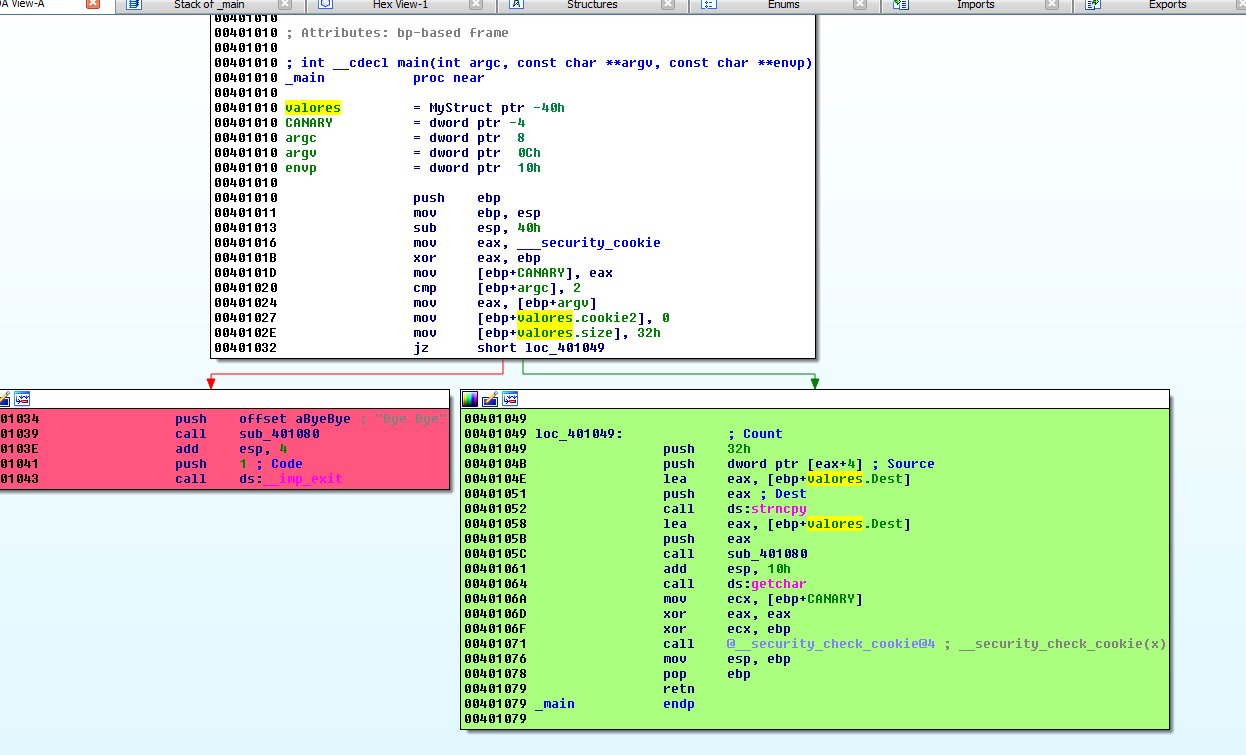 A View-A Stack of _main Hex View-1 Structures Enums Imports Exports
00401010
00401010 ; Attributes: bp-based frame
00401010
00401010 ; int __cdecl main(int argc, const char **argv, const char **envp)
00401010 _main proc near
00401010
00401010 valores = MyStruct ptr -40h
00401010 CANARY = dword ptr -4
00401010 argc = dword ptr 8
00401010 argv = dword ptr 0Ch
00401010 envp = dword ptr 10h
00401010
00401010 push ebp
00401011 mov ebp, esp
00401013 sub esp, 40h
00401016 mov eax, ___security_cookie
0040101B xor eax, ebp
0040101D mov [ebp+CANARY], eax
00401020 cmp [ebp+argc], 2
00401024 mov eax, [ebp+argv]
00401027 mov [ebp+valores.cookie2], 0
0040102E mov [ebp+valores.size], 32h
00401032 jz short loc_401049
01034 push offset aByeBye ; "Bye Bye"
01039 call sub_401080
0103E add esp, 4
01041 push 1 ; Code
01043 call ds:__imp_exit
00401049
00401049 loc_401049: ; Count
00401049 push 32h
0040104B push dword ptr [eax+4] ; Source
0040104E lea eax, [ebp+valores.Dest]
00401051 push eax ; Dest
00401052 call ds:strncpy
00401058 lea eax, [ebp+valores.Dest]
0040105B push eax
0040105C call sub_401080
00401061 add esp, 10h
00401064 call ds:getchar
0040106A mov ecx, [ebp+CANARY]
0040106D xor eax, eax
0040106F xor ecx, ebp
00401071 call @__security_check_cookie@4 ; __security_check_cookie(x)
00401076 mov esp, ebp
00401078 pop ebp
00401079 retn
00401079 _main endp
00401079